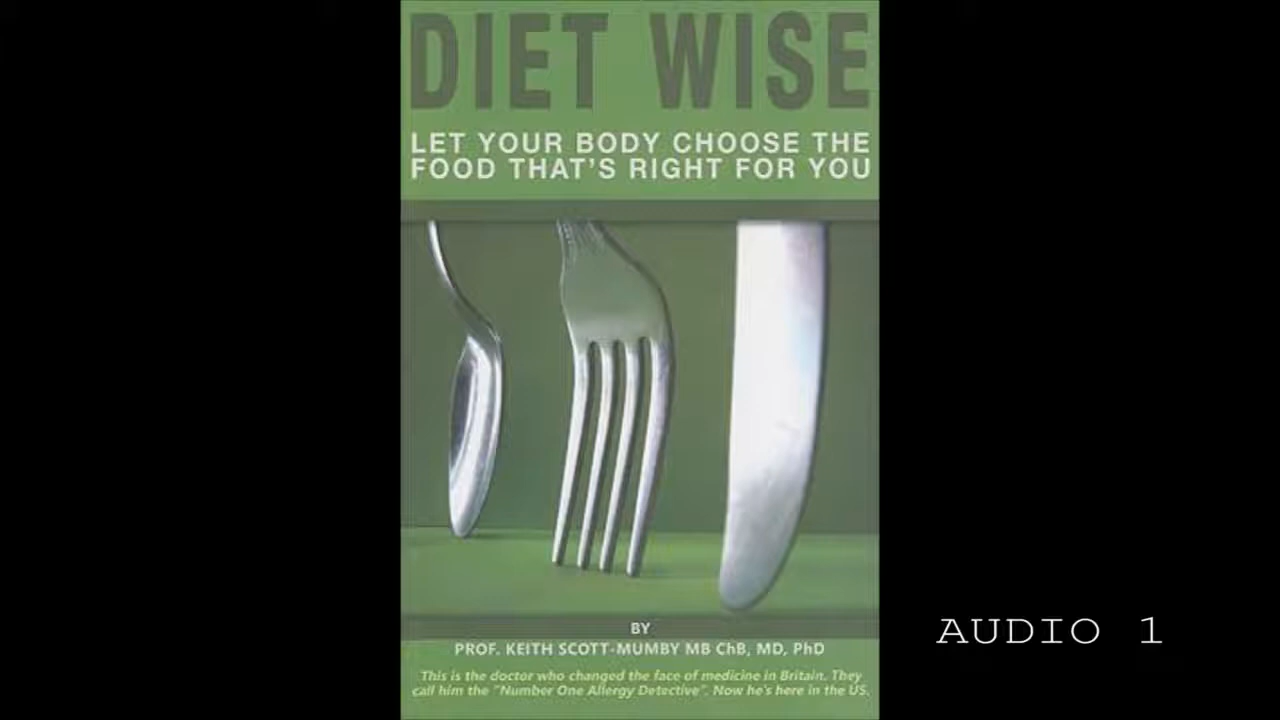 DIET WISE
LET YOUR BODY CHOOSE THE
FOOD THAT'S RIGHT FOR YOU
BY
PROF. KEITH SCOTT-MUMBY MB ChB, MD, PhD
This is the doctor who changed the face of medicine in Britain. They
call him the "Number One Allergy Detective". Now he's here in the US.
AUDIO 1